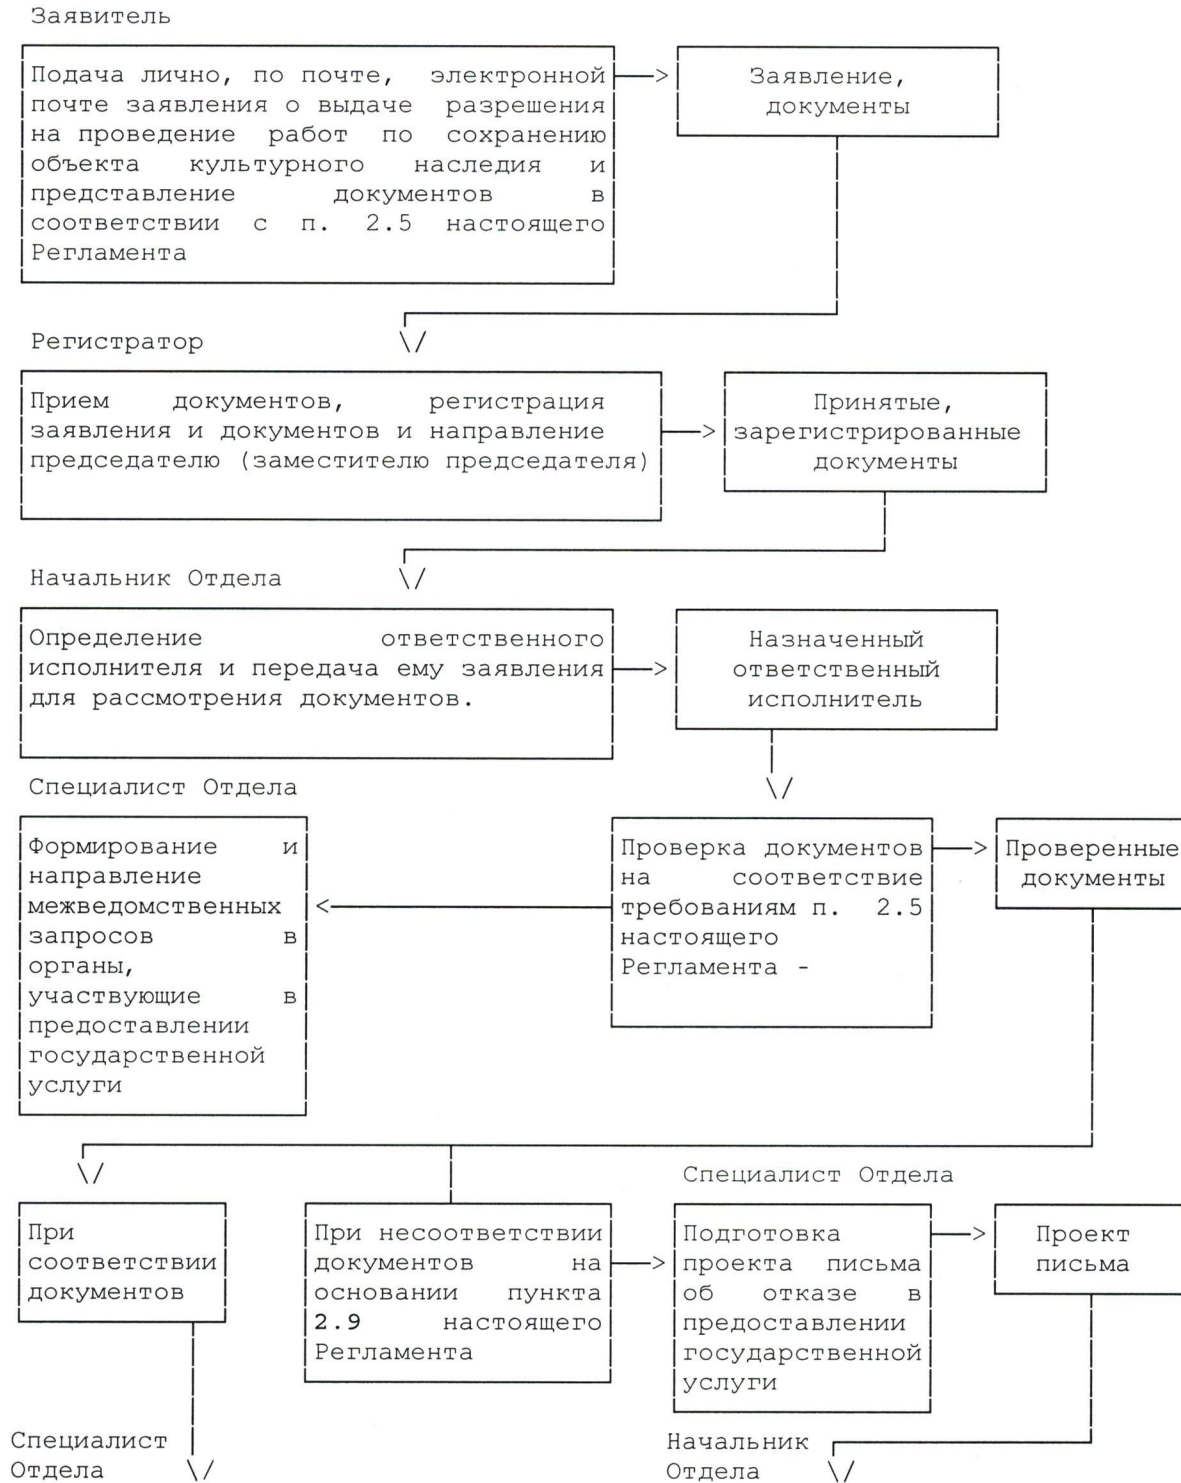 Заявитель
Подача лично, по почте, электронной
почте заявления о выдаче разрешения
на проведение работ по сохранению
объекта культурного наследия и
представление документов в
соответствии с п. 2.5 настоящего
Регламента
Заявление,
документы
Регистратор
Прием документов, регистрация
заявления и документов и направление
председателю (заместителю председателя)
Принятые,
зарегистрированные
документы
Начальник Отдела
Определение ответственного
исполнителя и передача ему заявления
для рассмотрения документов.
Назначенный
ответственный
исполнитель
Специалист Отдела
Формирование и
направление
межведомственных
запросов в
органы,
участвующие в
предоставлении
государственной
услуги
Проверка документов
на соответствие
требованиям п. 2.5
настоящего
Регламента -
Проверенные
документы
При
соответствии
документов
При несоответствии
документов на
основании пункта
2.9 настоящего
Регламента
Специалист Отдела
Подготовка
проекта письма
об отказе в
предоставлении
государственной
услуги
Проект
письма
Специалист
Отдела
Начальник
Отдела